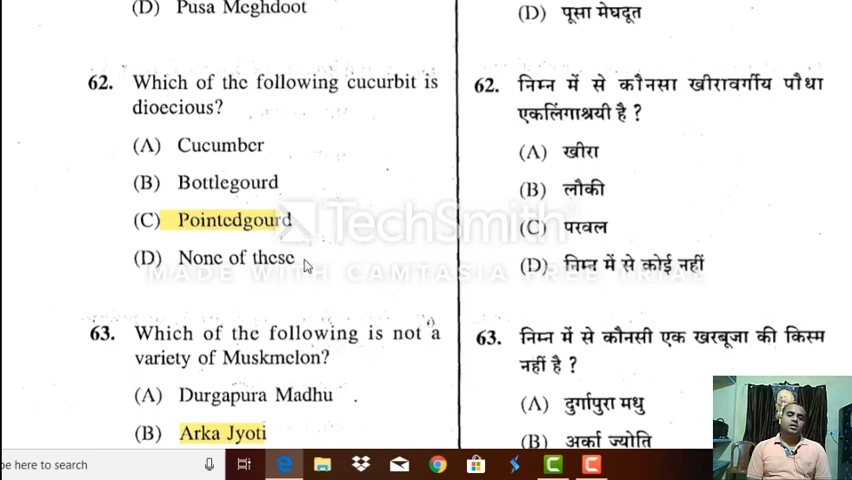 (D) Pusa Meghdoot
62. Which of the following cucurbit is
dioecious?
(A) Cucumber
(B) Bottlegourd
(C) Pointedgourd
(D) None of these
63. Which of the following is not a
variety of Muskmelon?
(A) Durgapura Madhu
(B) Arka Jyoti
(D) पूसा मेघदूत
62. निम्न में से कौनसा खीरावर्गीय पौधा
एकलिंगाश्रयी है ?
(A) खीरा
(B) लौकी
(C) परवल
(D) निम्न में से कोई नहीं
63. निम्न में से कौनसी एक खरबूजा की किस्म
नहीं है ?
(A) दुर्गापुरा मधु
(B) अर्का ज्योति
TechSmith
MADE WITH CAMTASIA FREE TRIAL
pe here to search